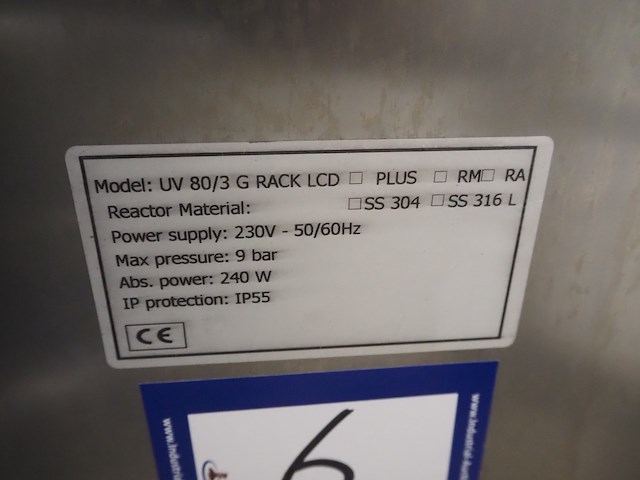 Model: UV 80/3 G RACK LCD □ PLUS □ RM□ RA
Reactor Material: □SS 304 □SS 316 L
Power supply: 230V - 50/60Hz
Max pressure: 9 bar
Abs. power: 240 W
IP protection: IP55
CE
6